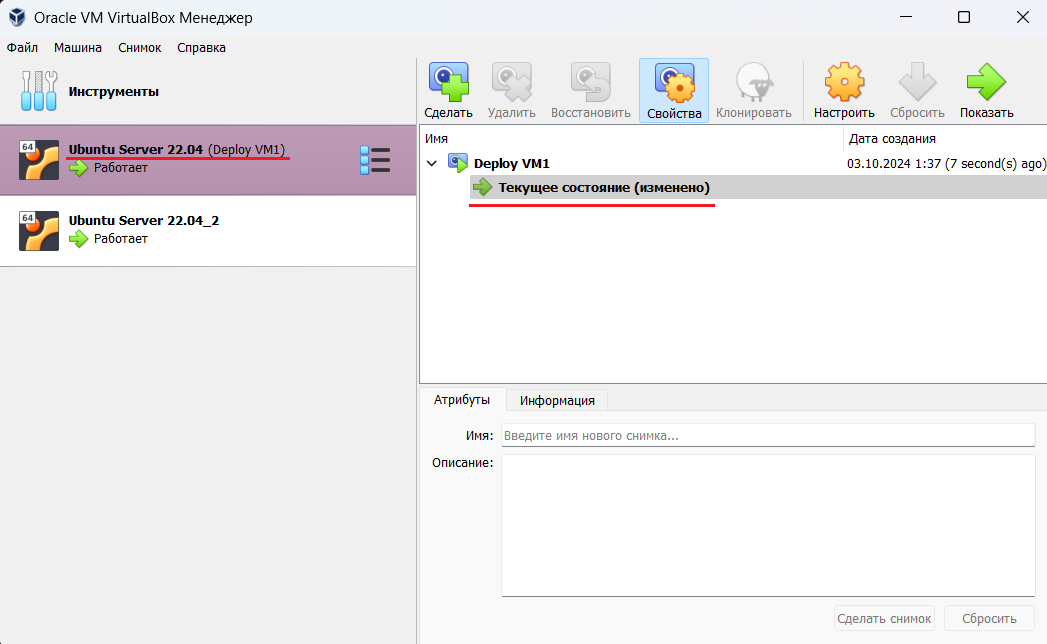 Oracle VM VirtualBox Менеджер
Файл Машина Снимок Справка
Инструменты
64
Ubuntu Server 22.04 (Deploy VM1)
Работает
64
Ubuntu Server 22.04_2
Работает
Сделать Удалить Восстановить Свойства Клонировать Настроить Сбросить Показать
Имя Дата создания
Deploy VM1 03.10.2024 1:37 (7 second(s) ago)
Текущее состояние (изменено)
Атрибуты Информация
Имя: Введите имя нового снимка...
Описание:
Сделать снимок Сбросить